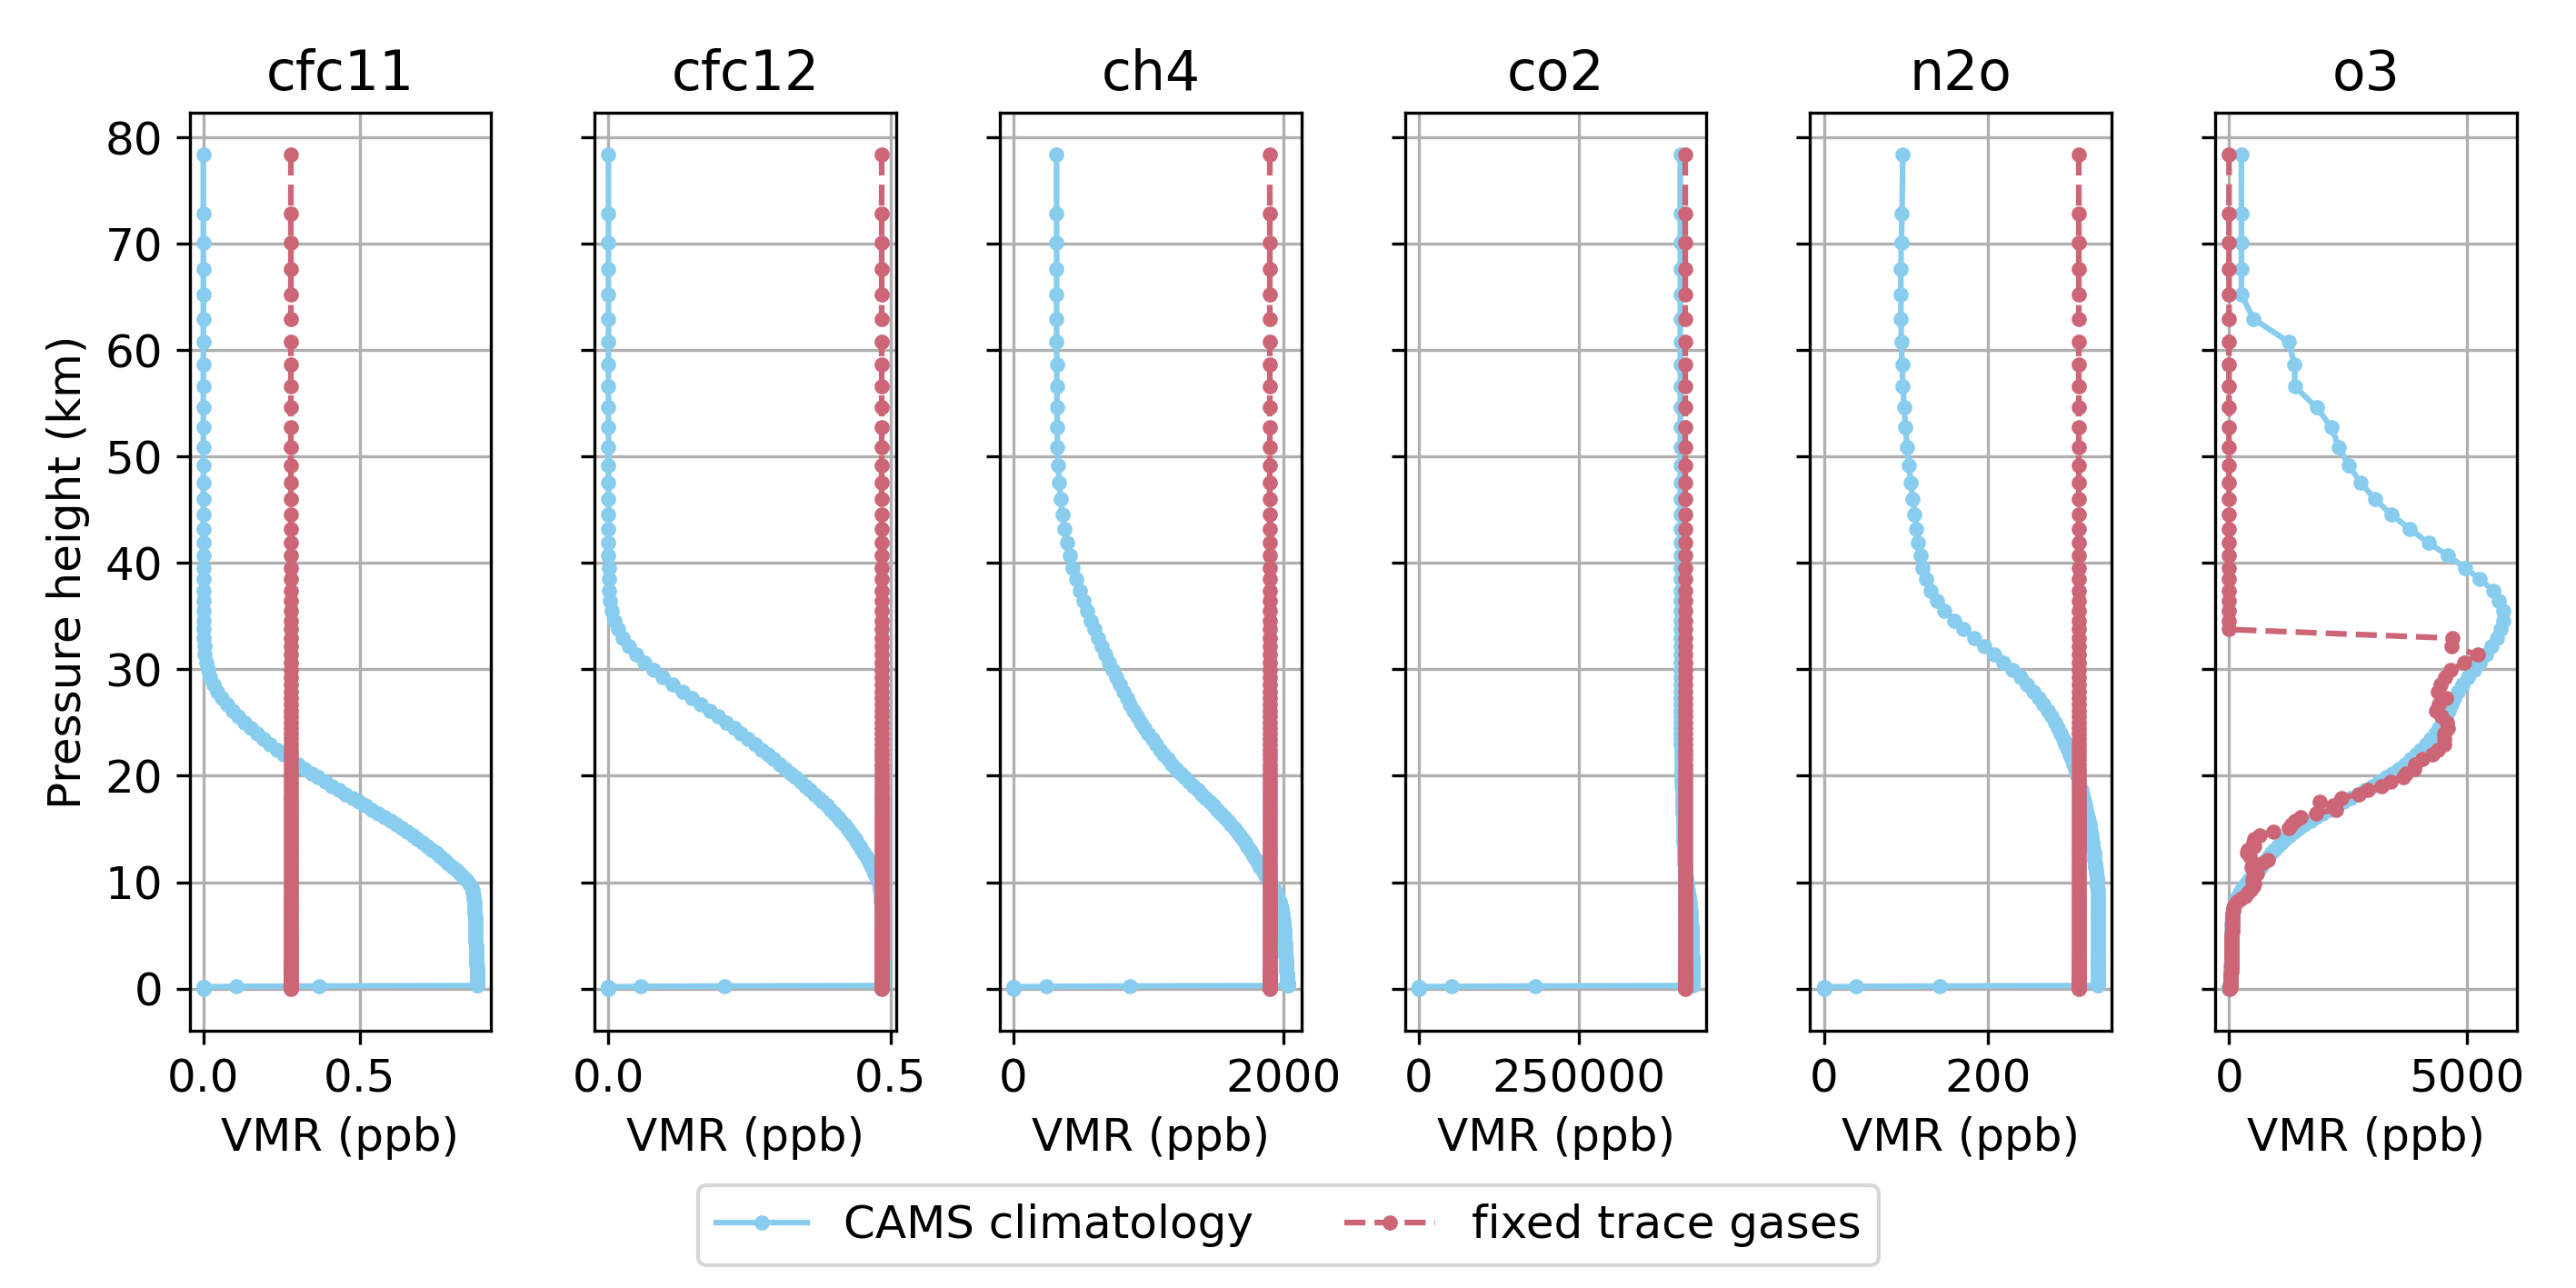 cfc11 cfc12 ch4 co2 n2o o3
Pressure height (km)
80
70
60
50
40
30
20
10
0
0.0 0.5 0.0 0.5 0 2000 0 250000 0 200 0 5000
VMR (ppb) VMR (ppb) VMR (ppb) VMR (ppb) VMR (ppb) VMR (ppb)
CAMS climatology fixed trace gases